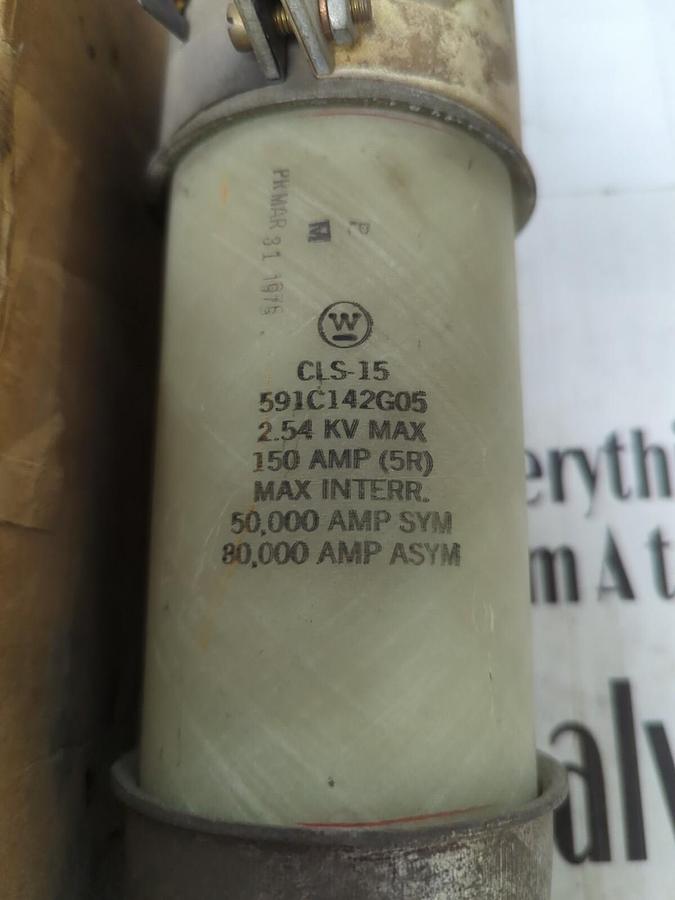 PKMAR 31 1976
P
M
W
CLS-15
591C142G05
2.54 KV MAX
150 AMP (5R)
MAX INTERR.
50,000 AMP SYM
80,000 AMP ASYM
erythi
m A t
aly